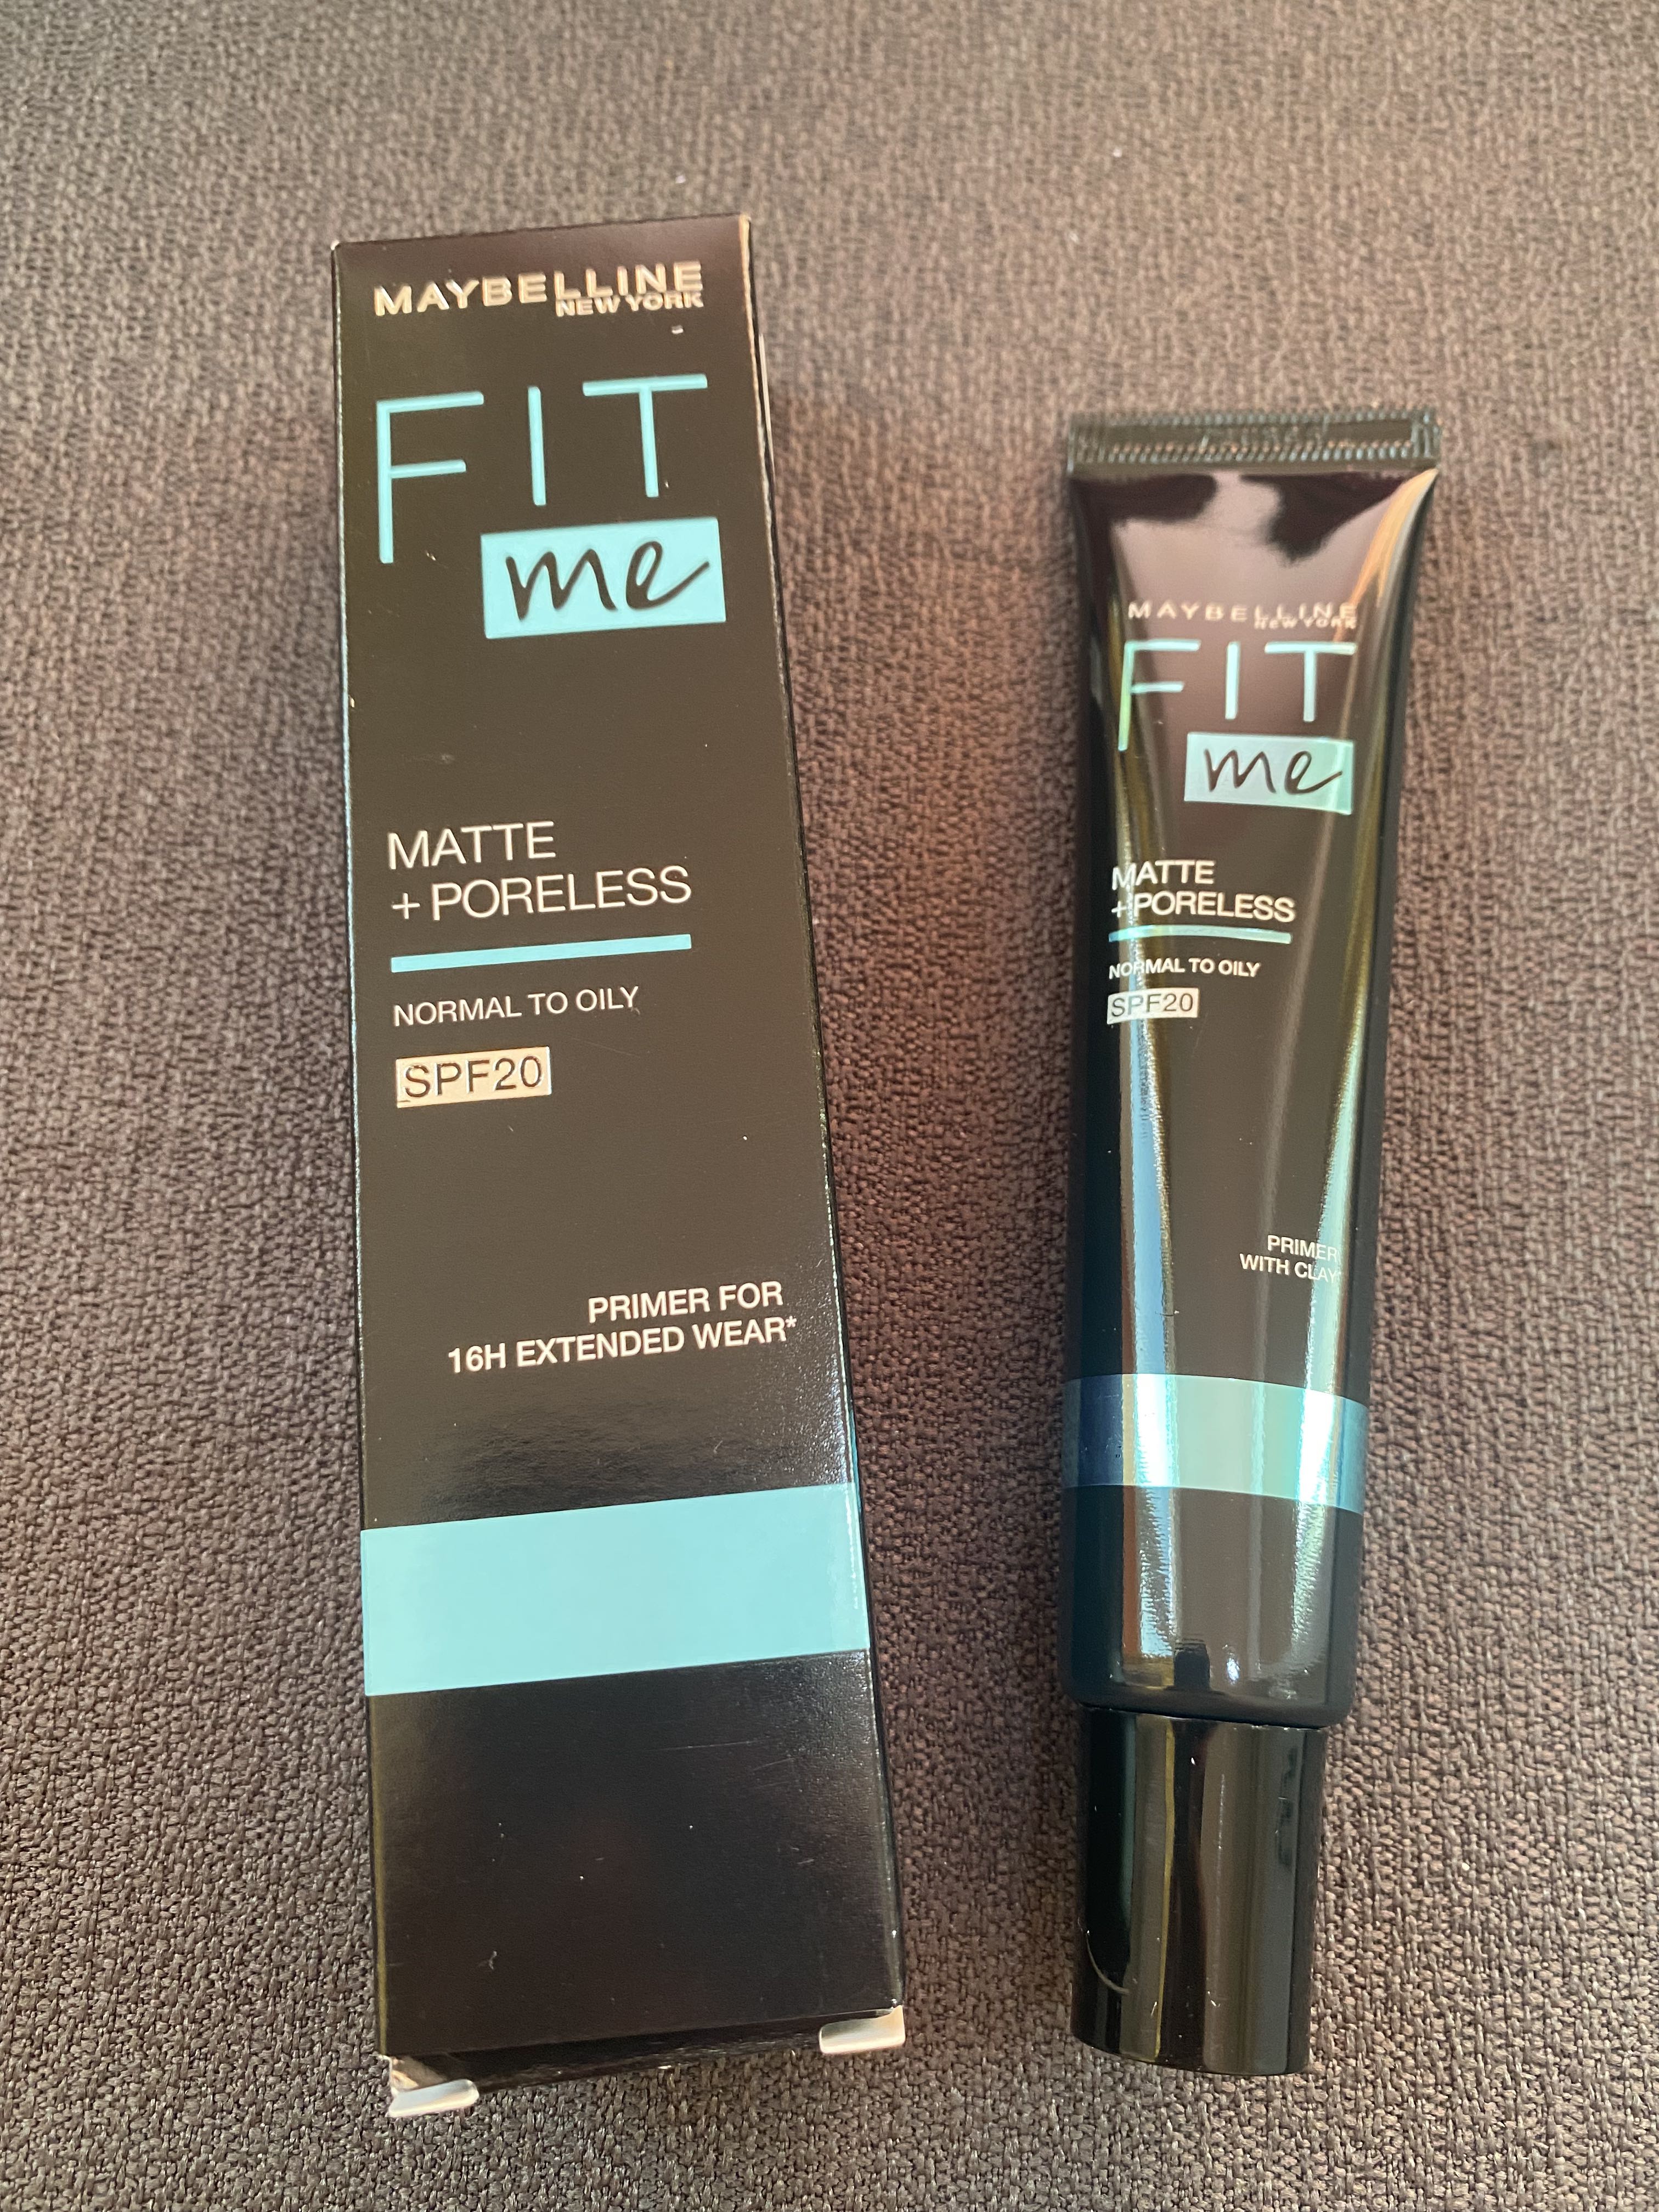 MAYBELLINE
NEW YORK
FIT
me
MATTE
+ PORELESS
NORMAL TO OILY
SPF20
PRIMER FOR
16H EXTENDED WEAR*
MAYBELLINE
NEW YORK
FIT
me
MATTE
+ PORELESS
NORMAL TO OILY
SPF20
PRIMER
WITH CLAY